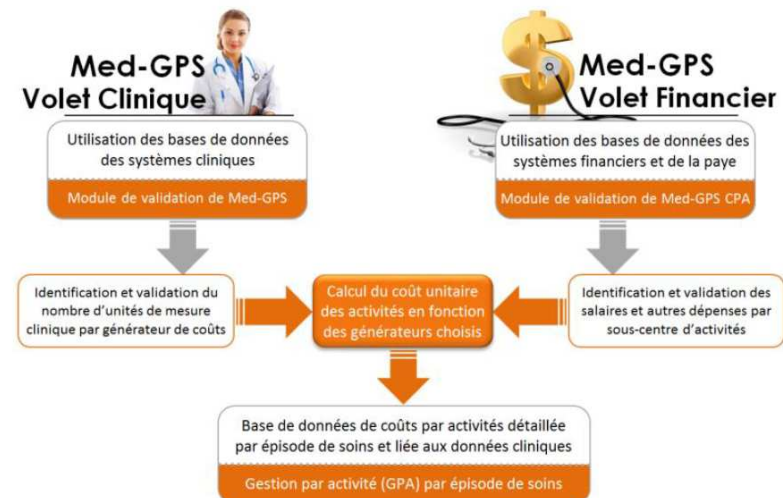 Med-GPS
Volet Clinique
Utilisation des bases de données
des systèmes cliniques
Module de validation de Med-GPS
Med-GPS
Volet Financier
Utilisation des bases de données des
systèmes financiers et de la paye
Module de validation de Med-GPS CPA
Identification et validation du
nombre d'unités de mesure
clinique par générateur de coûts
Calcul du coût unitaire
des activités en fonction
des générateurs choisis
Identification et validation des
salaires et autres dépenses par
sous-centre d'activités
Base de données de coûts par activités détaillée
par épisode de soins et liée aux données cliniques
Gestion par activité (GPA) par épisode de soins